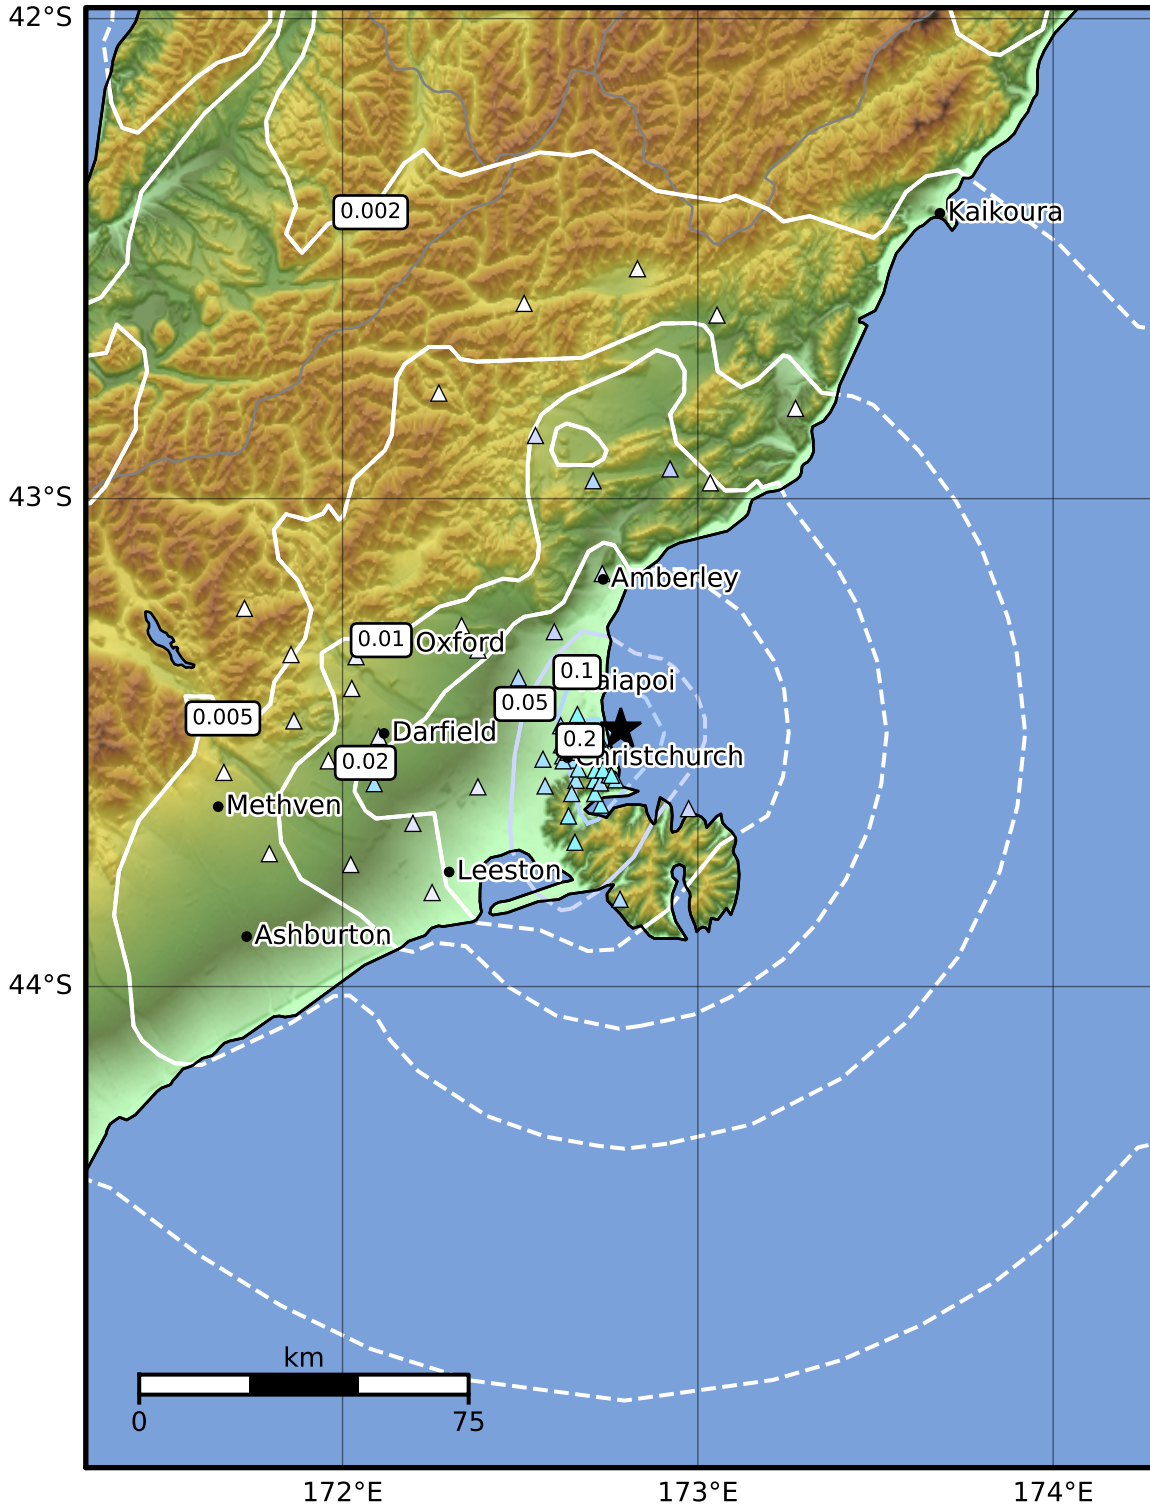 42°S
0.002
Kaikoura
43°S
Amberley
0.01
Oxford
0.1
aiapoi
0.05
0.005
Darfield
0.2
Christchurch
0.02
Methven
Leeston
Ashburton
44°S
km
0
75
172°E
173°E
174°E